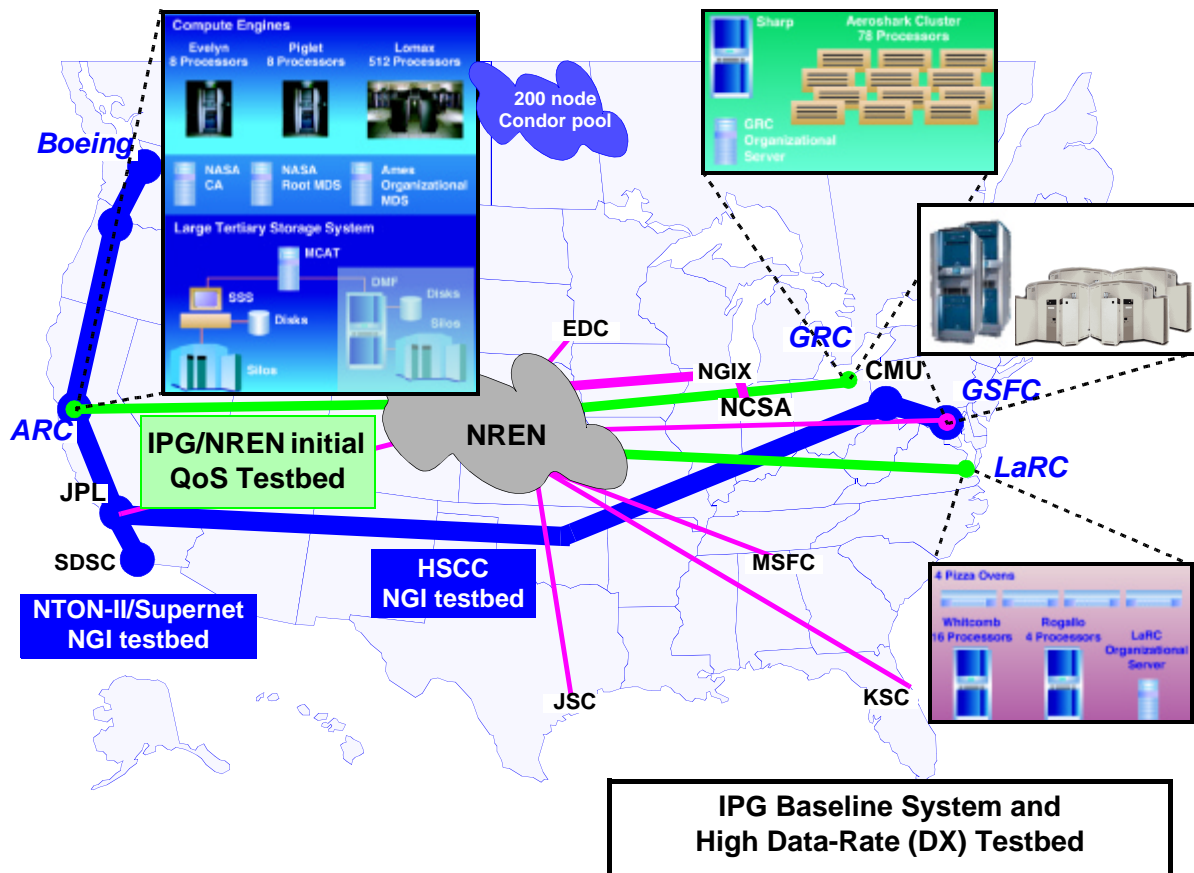 Compute Engines
Evelyn
8 Processors
Piglet
8 Processors
Lomax
512 Processors
NASA
CA
NASA
Root MDS
Ames
Organizational
MDS
Large Tertiary Storage System
MCAT
SSS
Disks
Silos
DMF
Disks
Silos
200 node
Condor pool
Sharp
Aeroshark Cluster
78 Processors
GRC
Organizational
Server
Boeing
EDC
GRC
NGIX
CMU
NCSA
GSFC
ARC
IPG/NREN initial
QoS Testbed
NREN
LaRC
JPL
SDSC
HSCC
NGI testbed
MSFC
NTON-II/Supernet
NGI testbed
4 Pizza Ovens
Whitcomb
16 Processors
Rogallo
4 Processors
LaRC
Organizational
Server
JSC
KSC
IPG Baseline System and
High Data-Rate (DX) Testbed